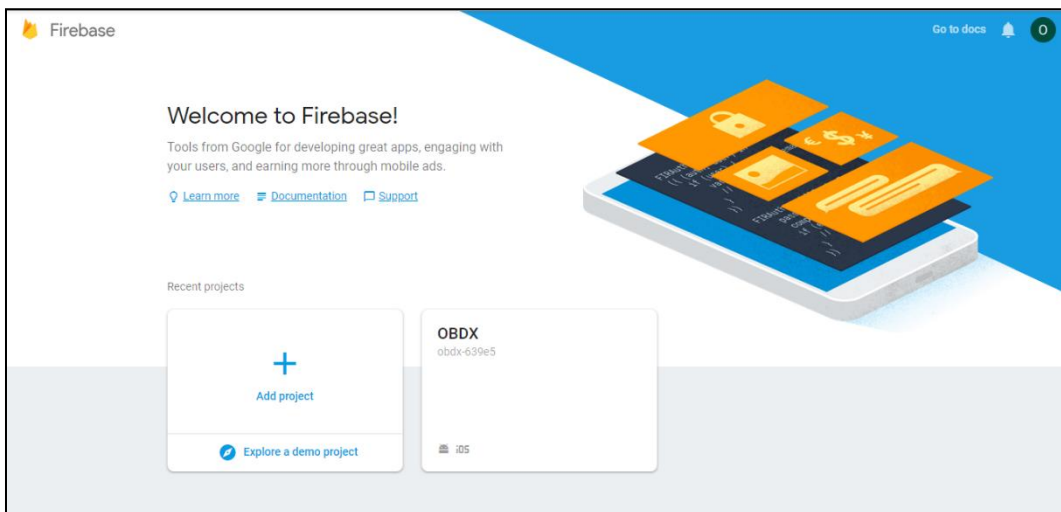 Firebase
Go to docs
O
Welcome to Firebase!
Tools from Google for developing great apps, engaging with
your users, and earning more through mobile ads.
Learn more Documentation Support
Recent projects
Add project
Explore a demo project
OBDX
obdx-639e5
iOS